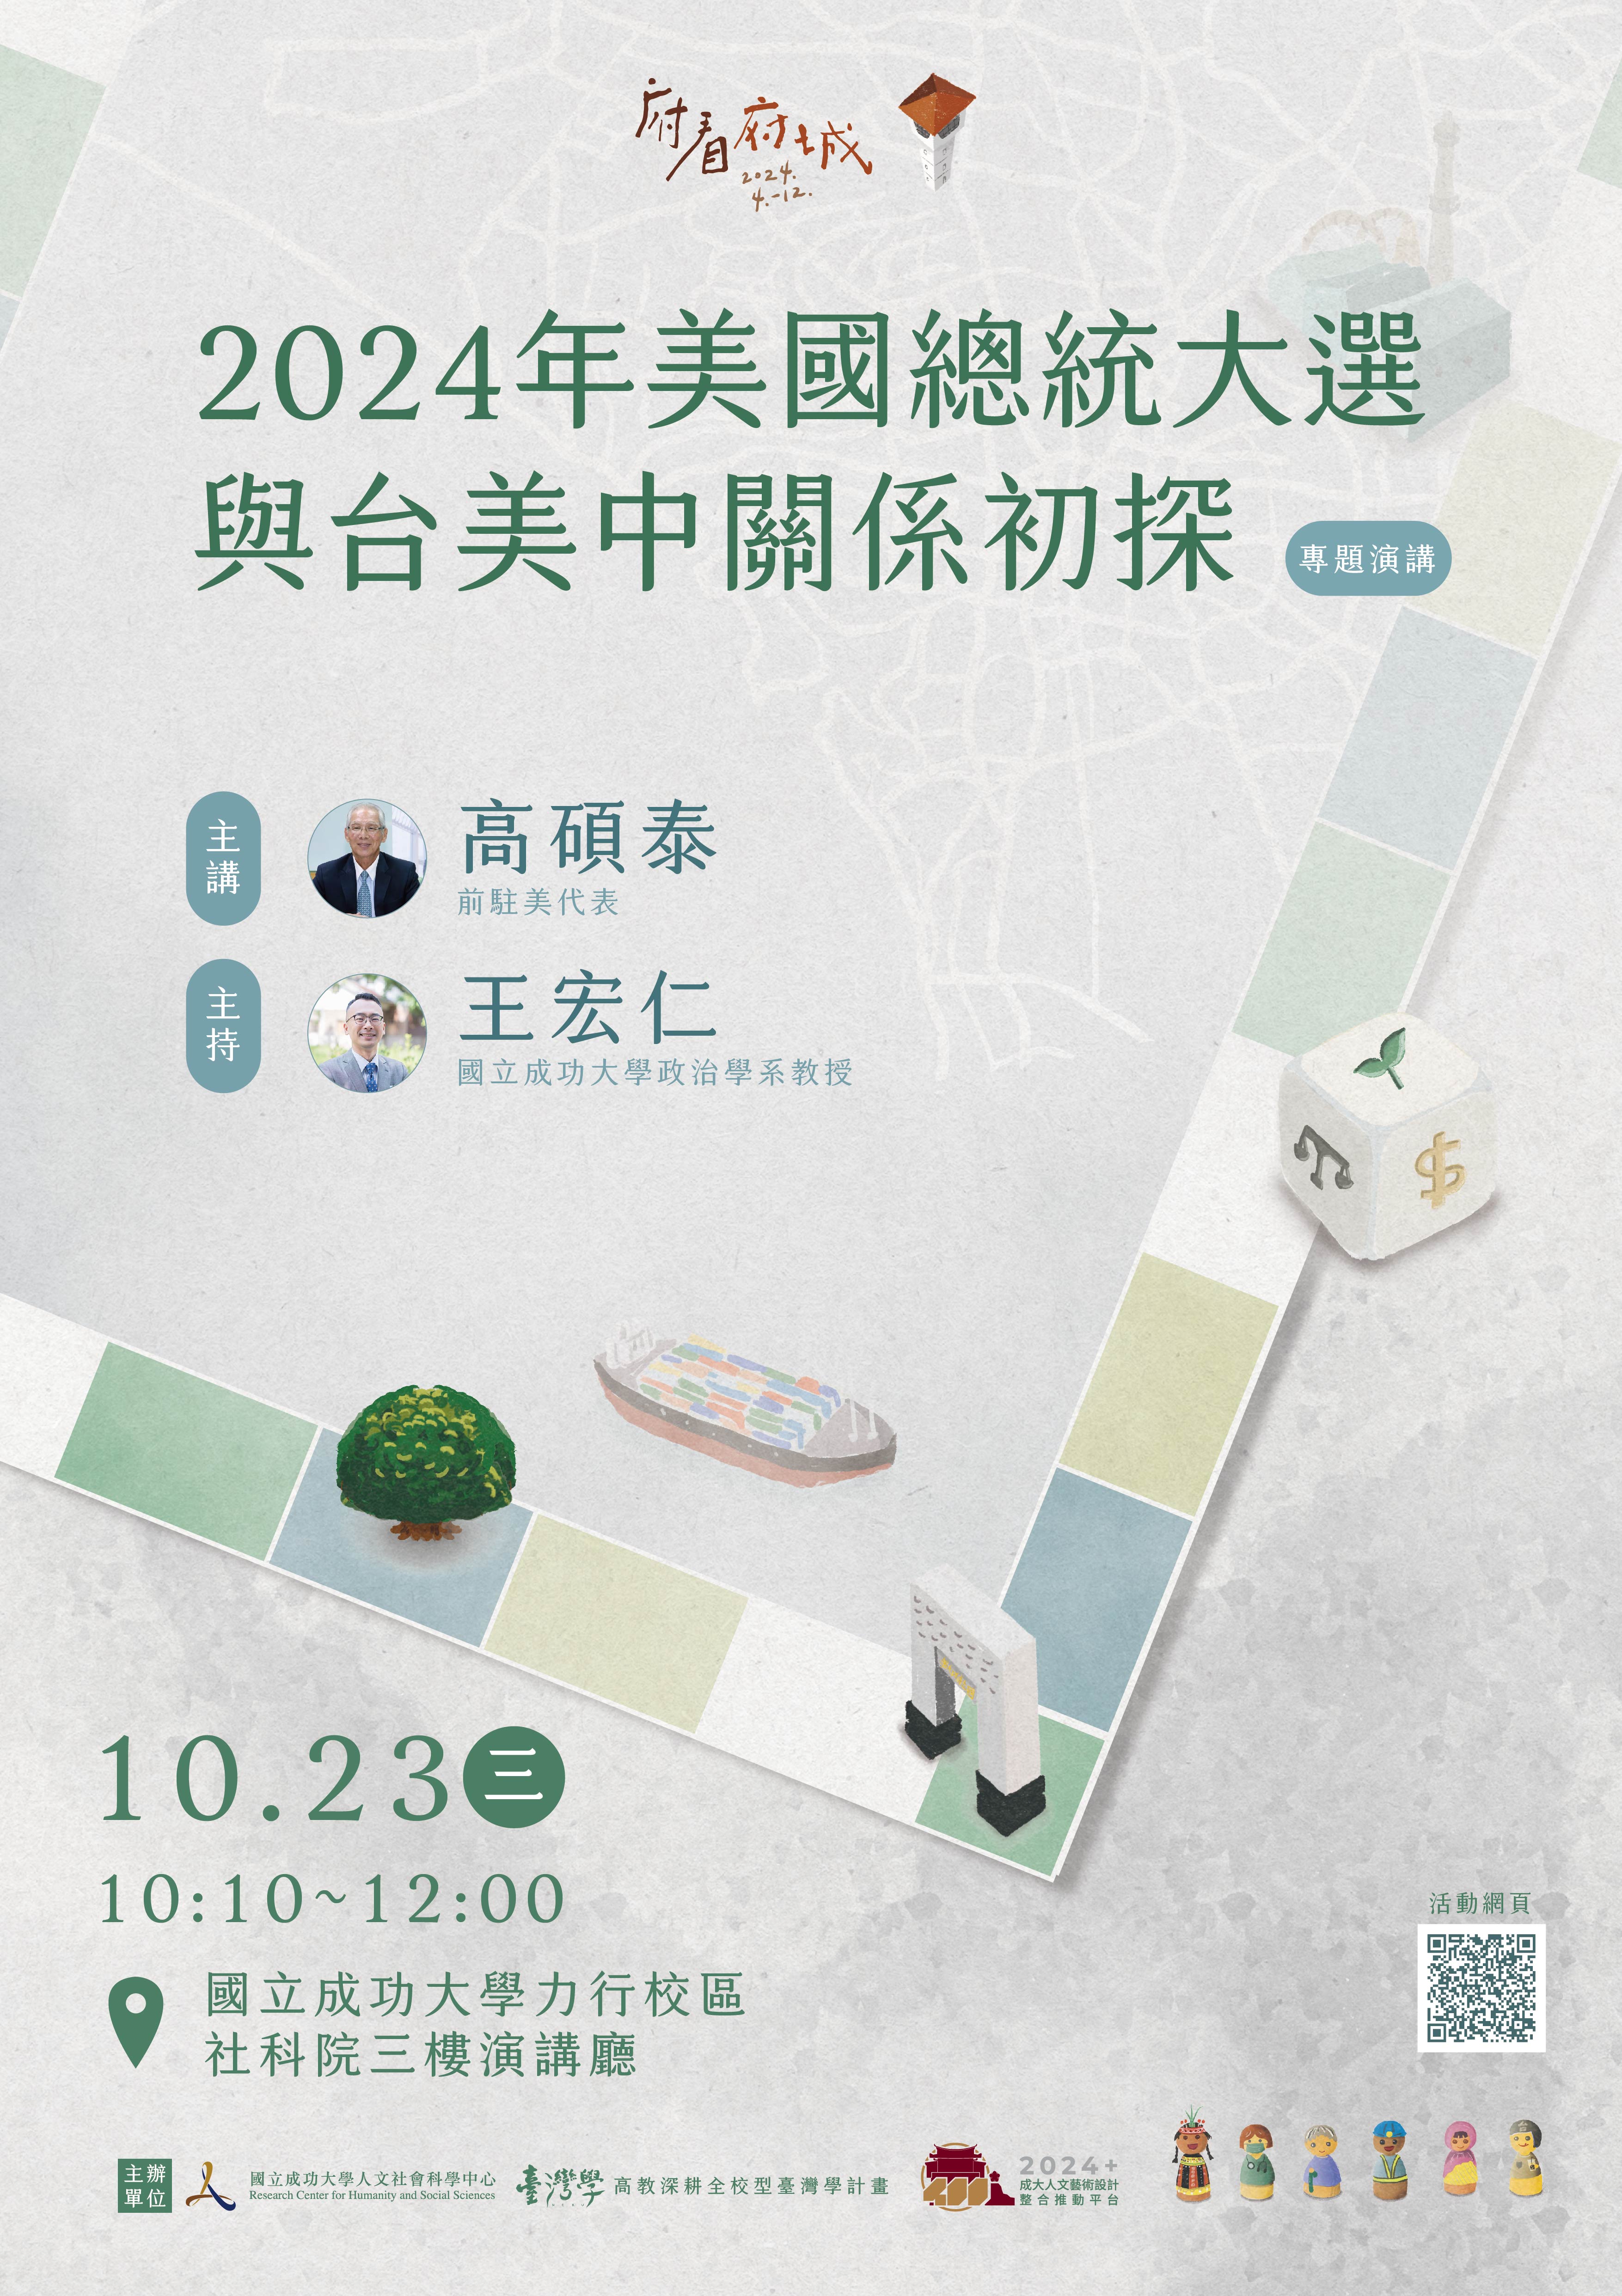 府看府城
2024.
4.-12.
2024年美國總統大選
與台美中關係初探
專題演講
主講
高碩泰
前駐美代表
主持
王宏仁
國立成功大學政治學系教授
$
10.23三
10:10~12:00
國立成功大學力行校區
社科院三樓演講廳
活動網頁
主辦
單位
國立成功大學人文社會科學中心
Research Center for Humanity and Social Sciences
臺灣學
高教深耕全校型臺灣學計畫
200
2024+
成大人文藝術設計
整合推動平台